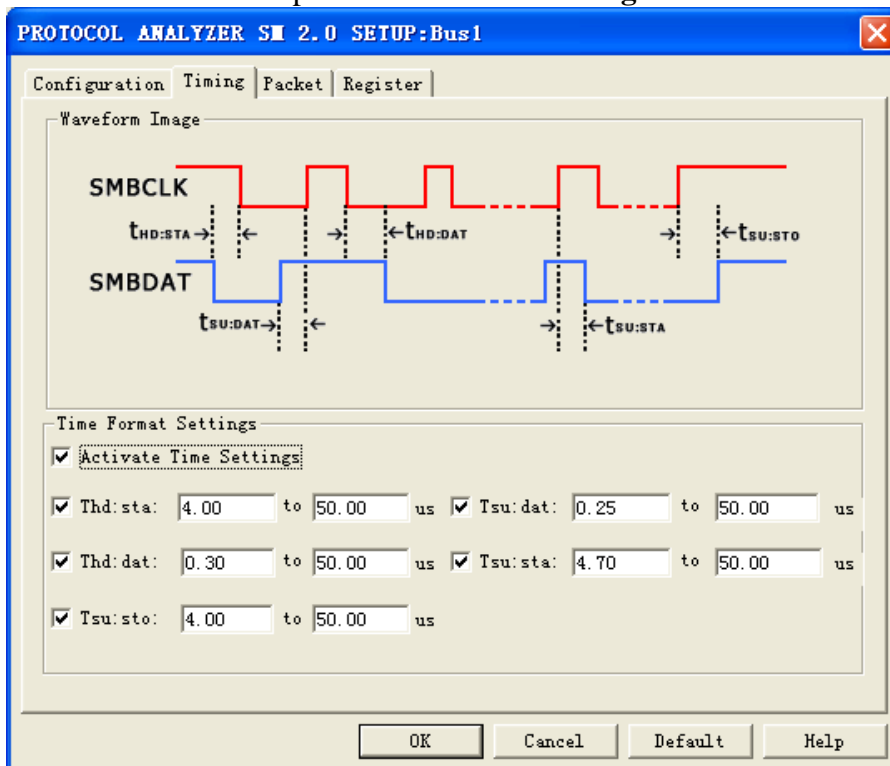 PROTOCOL ANALYZER SM 2.0 SETUP:Bus1
Configuration Timing Packet Register
Waveform Image
SMBCLK
tHD:STA tHD:DAT tSU:STO
SMBDAT
tSU:DAT tSU:STA
Time Format Settings
Activate Time Settings
Thd:sta: 4.00 to 50.00 us Tsu:dat: 0.25 to 50.00 us
Thd:dat: 0.30 to 50.00 us Tsu:sta: 4.70 to 50.00 us
Tsu:sto: 4.00 to 50.00 us
OK Cancel Default Help